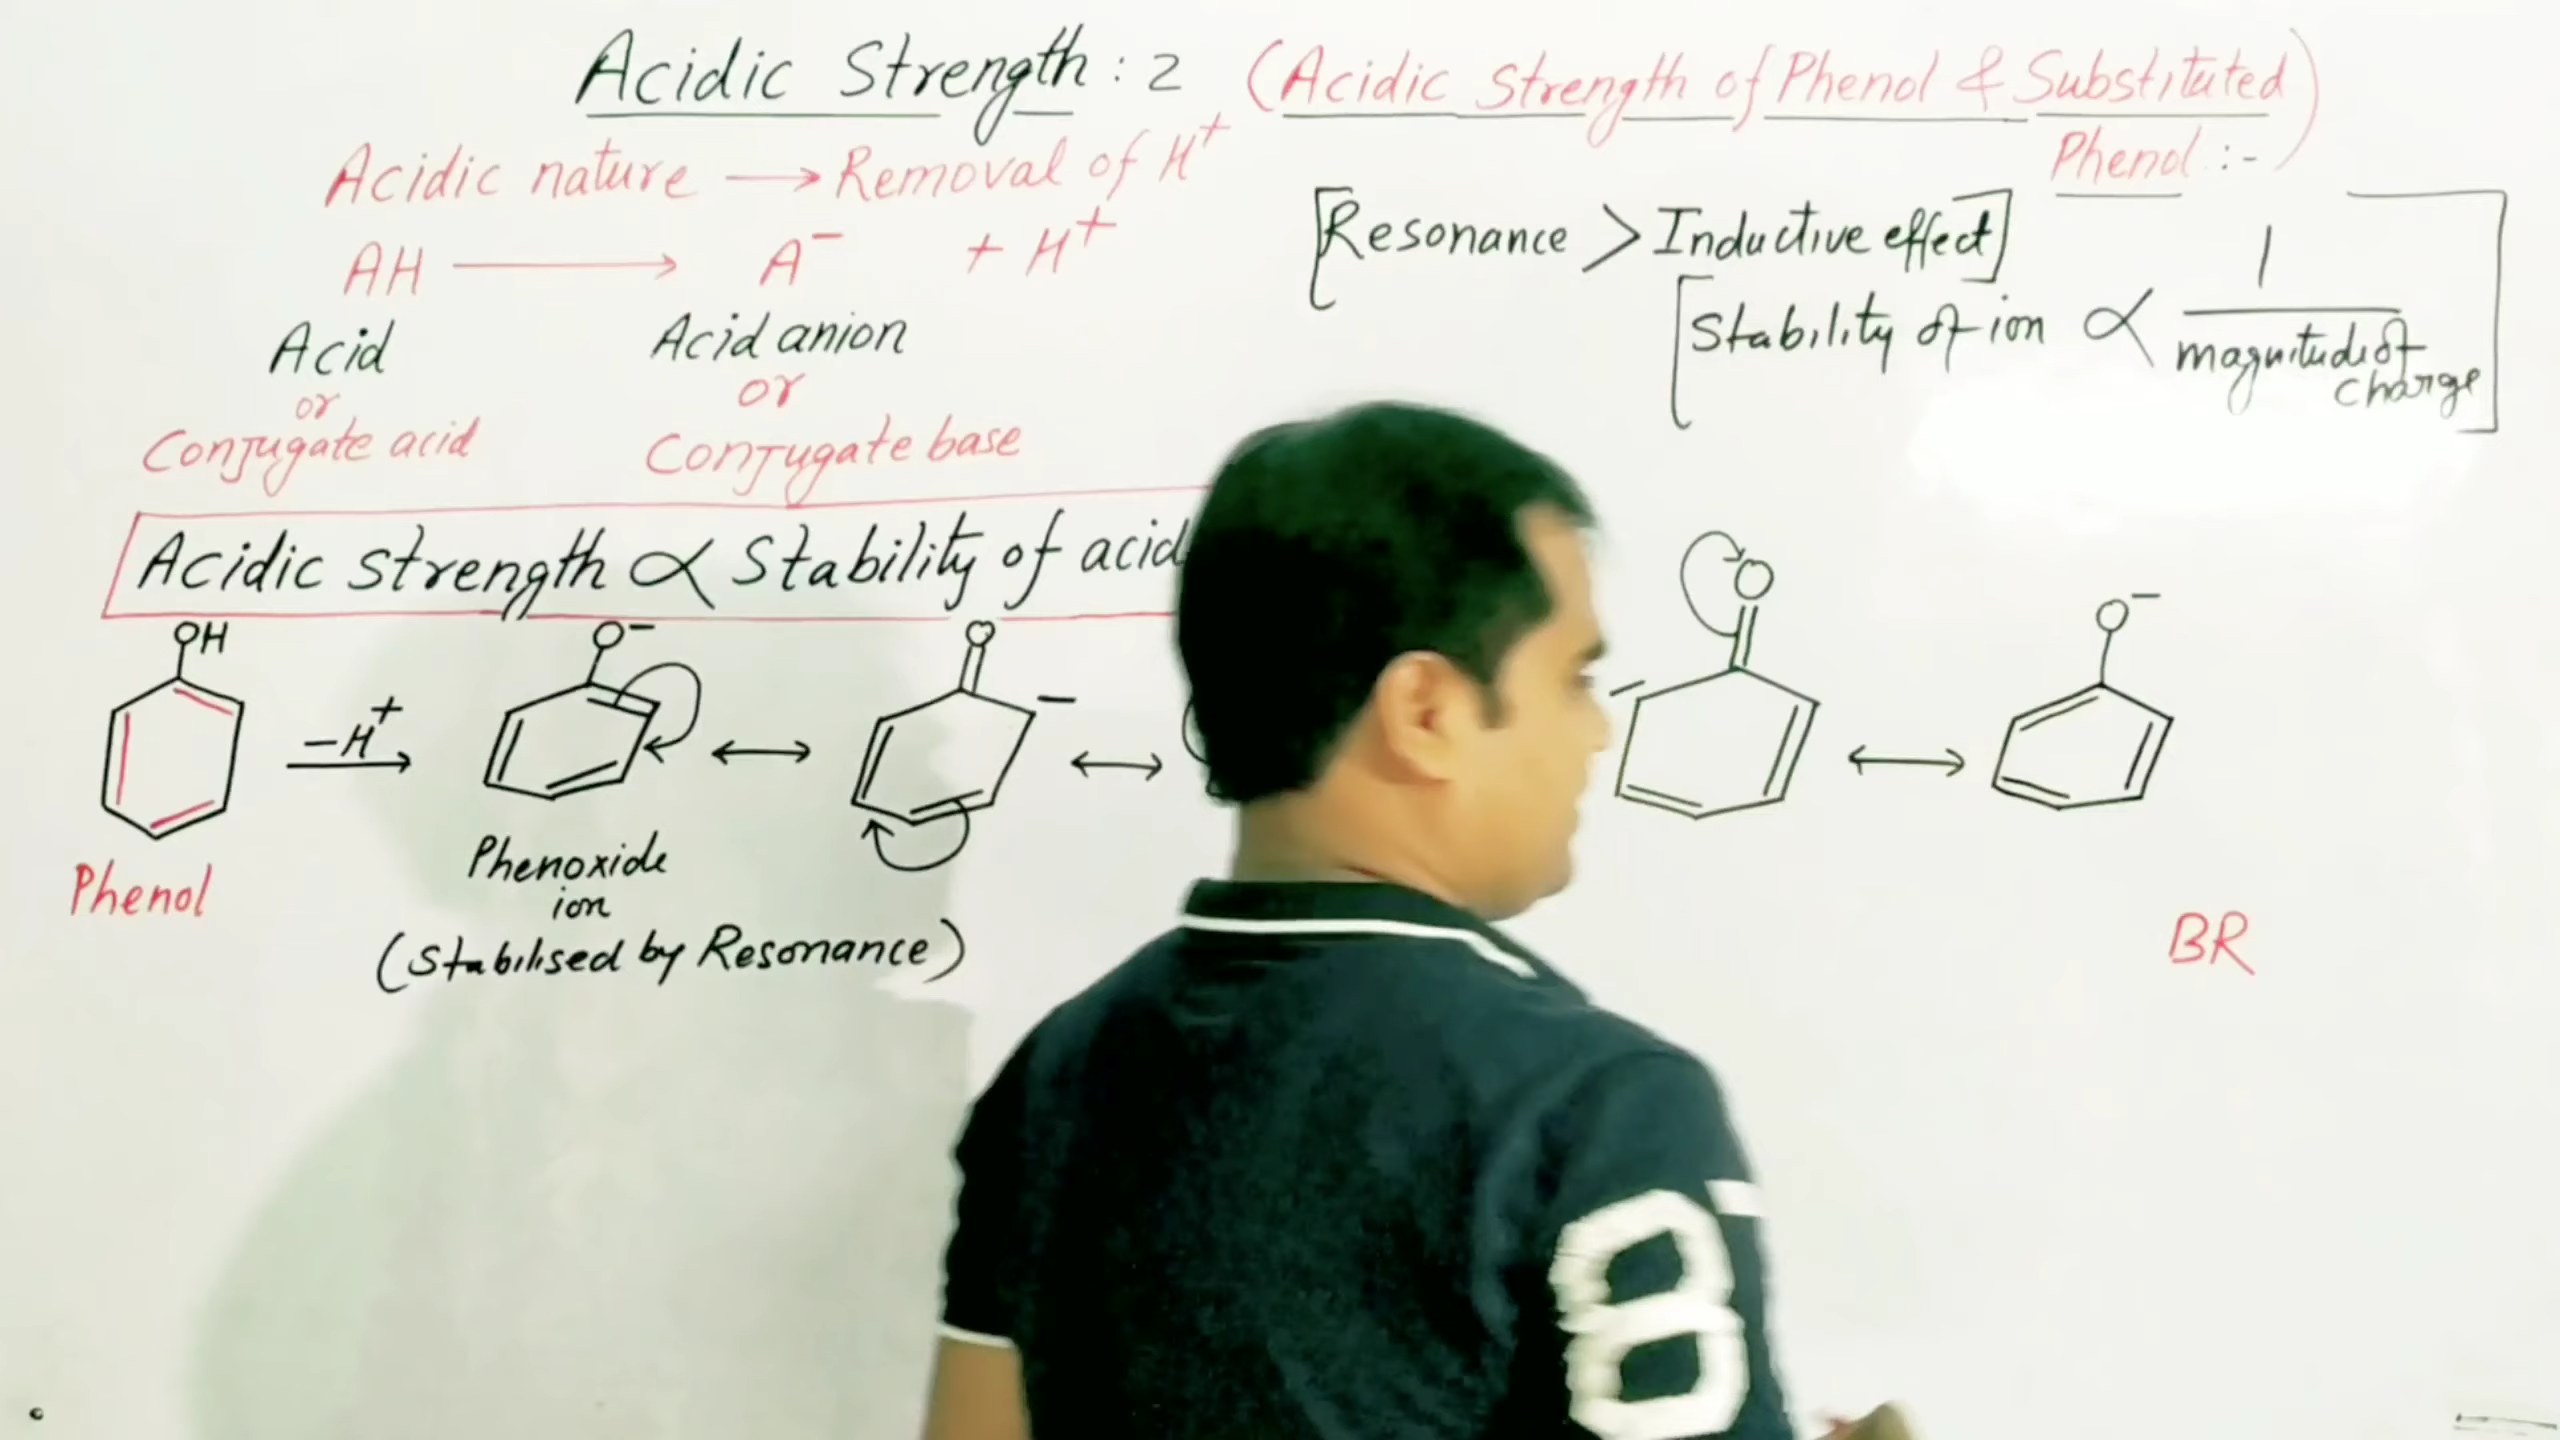 Acidic Strength : 2 (Acidic Strength of Phenol & Substituted
Phenol :-)
Acidic nature → Removal of H⁺
AH → A⁻ + H⁺
Acid
or
Conjugate acid
Acid anion
or
Conjugate base
[Resonance > Inductive effect]
[Stability of ion ∝ 1
magnitude of
charge]
Acidic strength ∝ Stability of acid
OH
Phenol
-H⁺
O⁻
Phenoxide
ion
(Stabilised by Resonance)
O
-
O
-
O⁻
BR
8